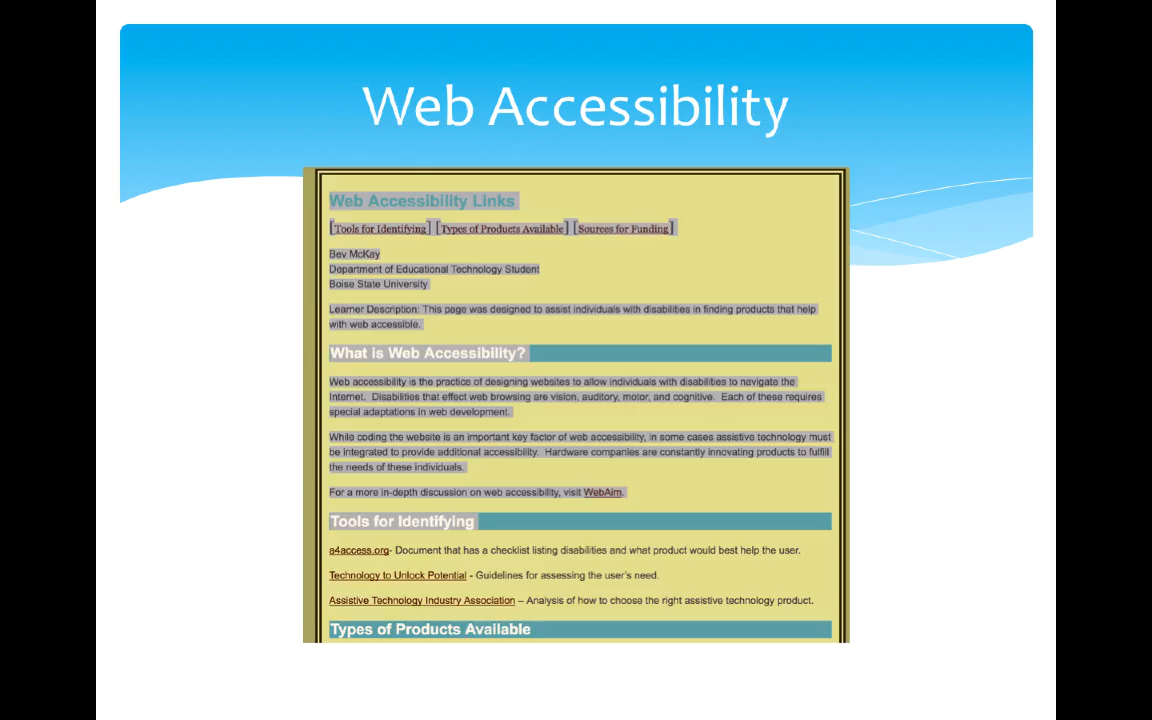 Web Accessibility
Web Accessibility Links
[Tools for Identifying] [Types of Products Available] [Sources for Funding]
Bev McKay
Department of Educational Technology Student
Boise State University
Learner Description: This page was designed to assist individuals with disabilities in finding products that help
with web accessible.
What is Web Accessibility?
Web accessibility is the practice of designing websites to allow individuals with disabilities to navigate the
Internet. Disabilities that effect web browsing are vision, auditory, motor, and cognitive. Each of these requires
special adaptations in web development.
While coding the website is an important key factor of web accessibility, in some cases assistive technology must
be integrated to provide additional accessibility. Hardware companies are constantly innovating products to fulfill
the needs of these individuals.
For a more in-depth discussion on web accessibility, visit WebAim.
Tools for Identifying
a4access.org- Document that has a checklist listing disabilities and what product would best help the user.
Technology to Unlock Potential - Guidelines for assessing the user's need.
Assistive Technology Industry Association – Analysis of how to choose the right assistive technology product.
Types of Products Available